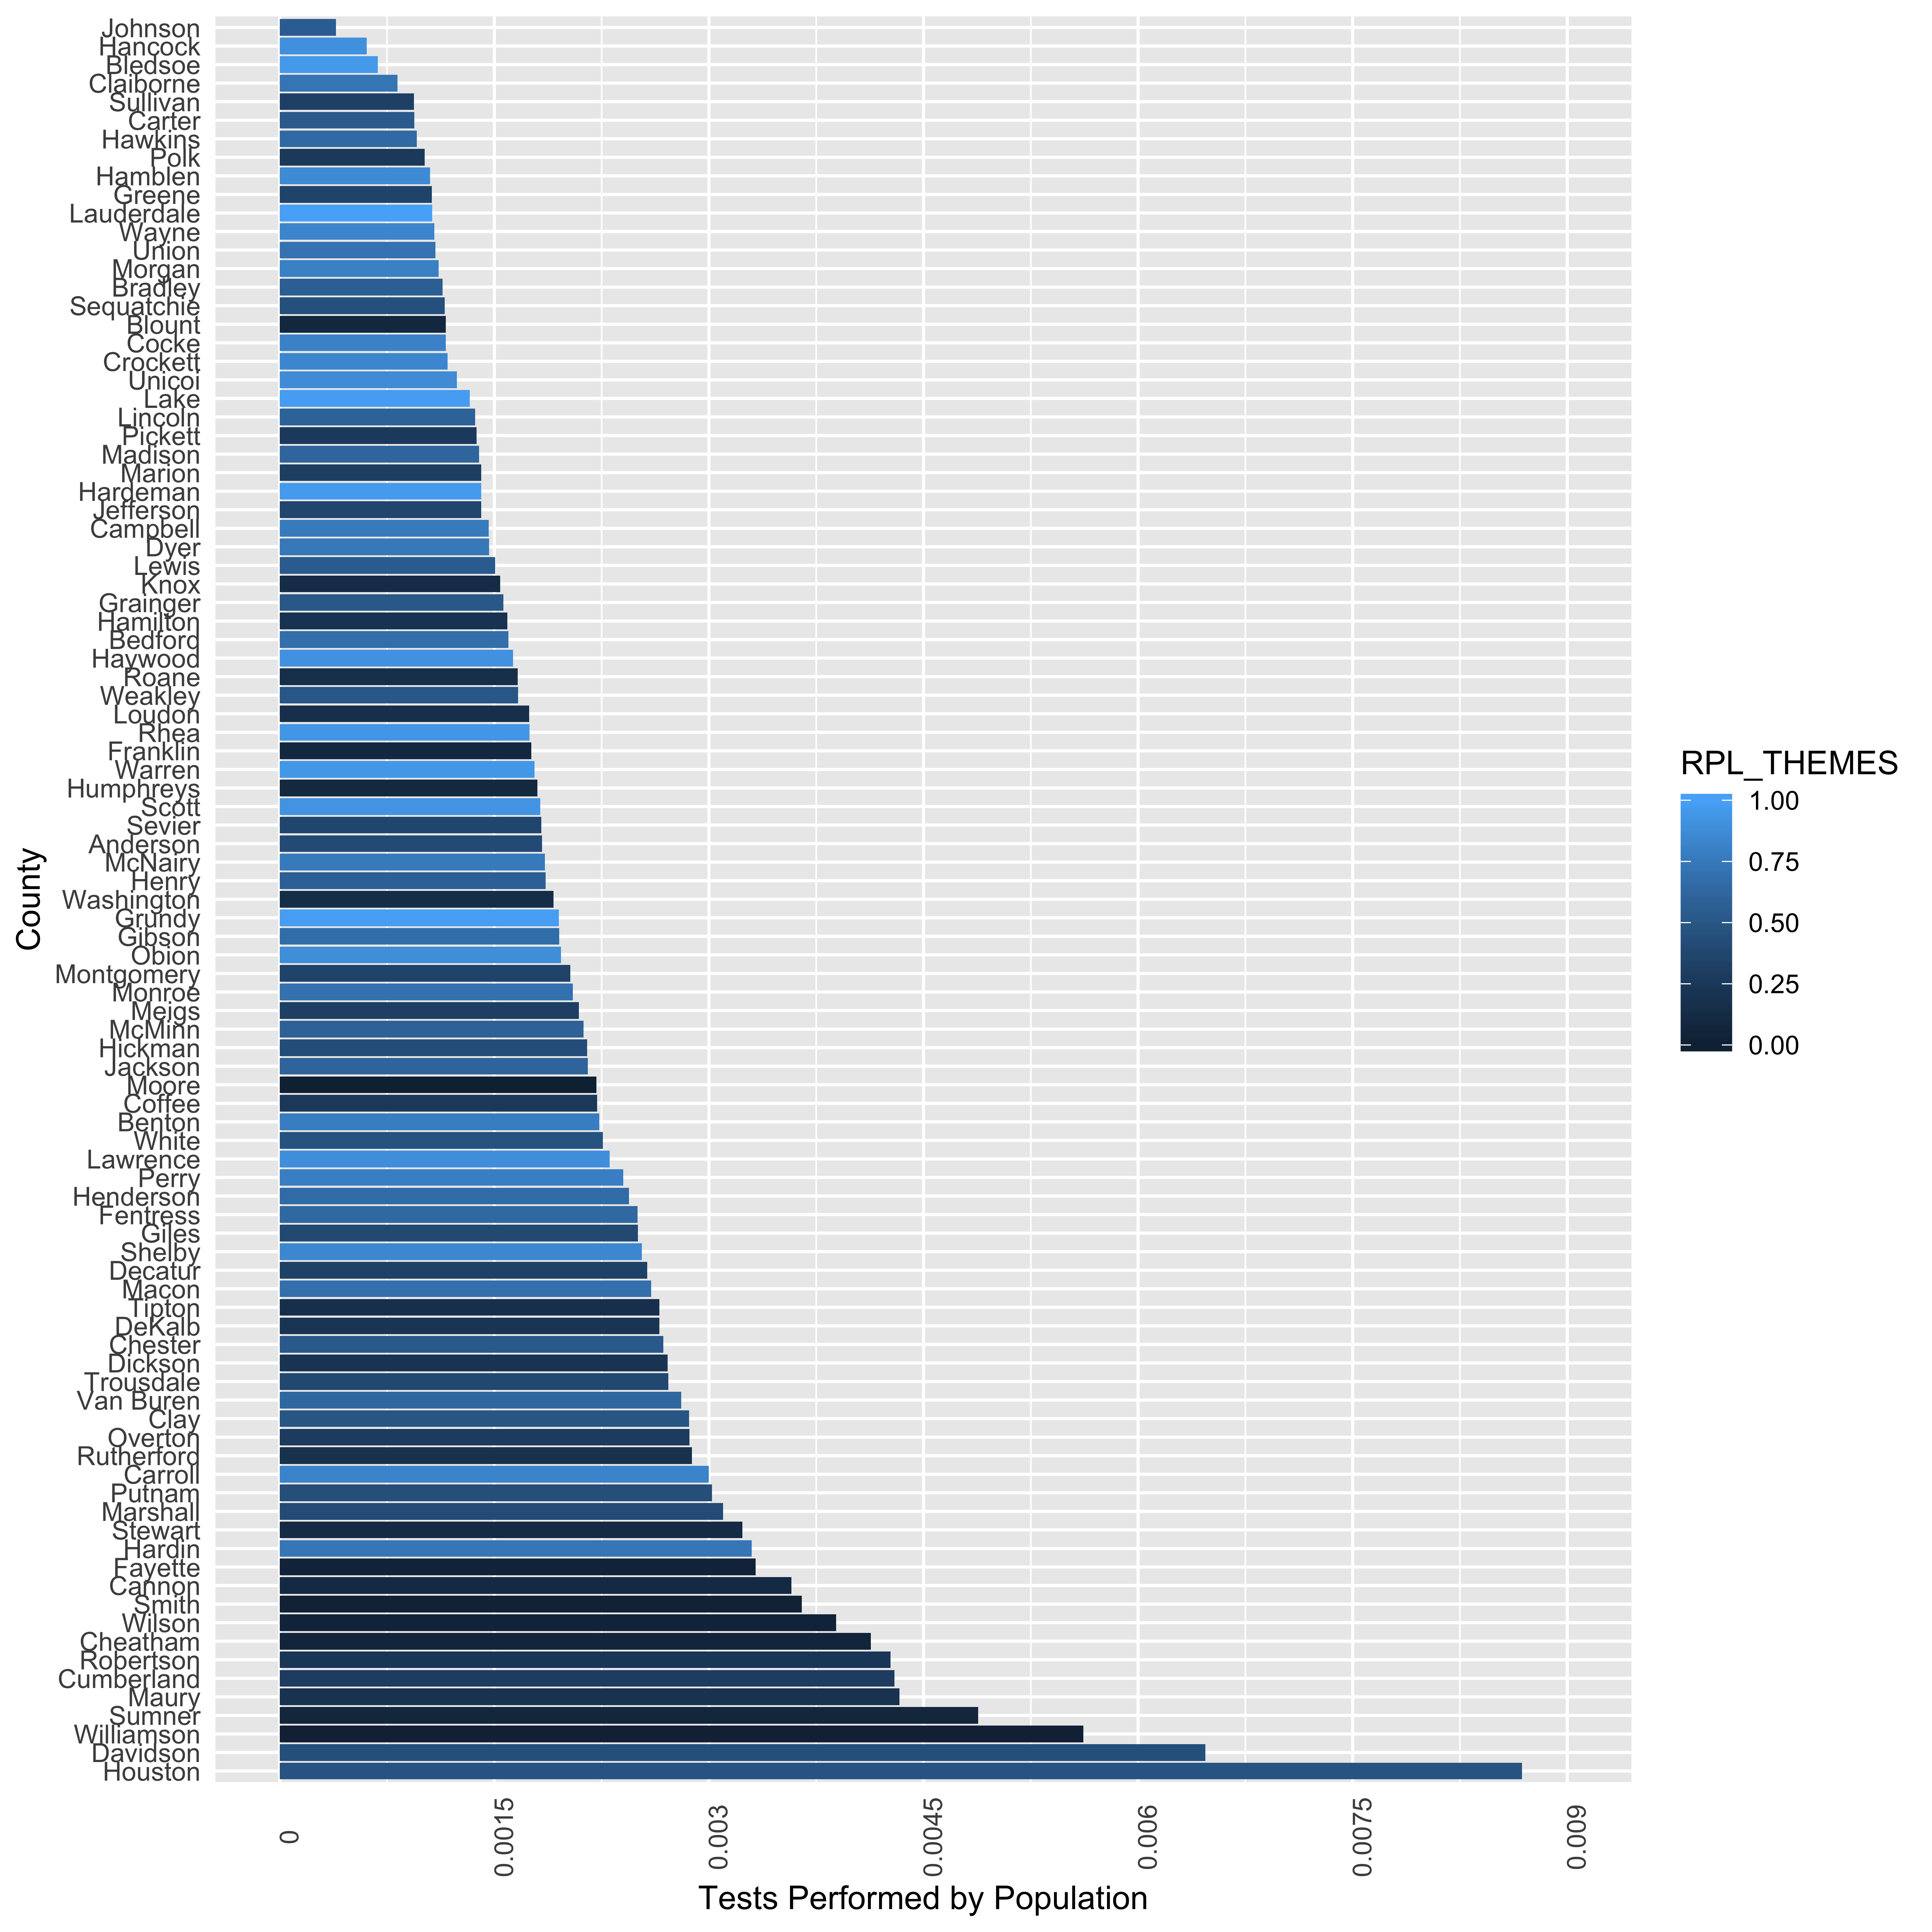 Johnson
Hancock
Bledsoe
Claiborne
Sullivan
Carter
Hawkins
Polk
Hamblen
Greene
Lauderdale
Wayne
Union
Morgan
Bradley
Sequatchie
Blount
Cocke
Crockett
Unicoi
Lake
Lincoln
Pickett
Madison
Marion
Hardeman
Jefferson
Campbell
Dyer
Lewis
Knox
Grainger
Hamilton
Bedford
Haywood
Roane
Weakley
Loudon
Rhea
Franklin
Warren
Humphreys
Scott
Sevier
Anderson
McNairy
Henry
Washington
Grundy
Gibson
Obion
Montgomery
Monroe
Meigs
McMinn
Hickman
Jackson
Moore
Coffee
Benton
White
Lawrence
Perry
Henderson
Fentress
Giles
Shelby
Decatur
Macon
Tipton
DeKalb
Chester
Dickson
Trousdale
Van Buren
Clay
Overton
Rutherford
Carroll
Putnam
Marshall
Stewart
Hardin
Fayette
Cannon
Smith
Wilson
Cheatham
Robertson
Cumberland
Maury
Sumner
Williamson
Davidson
Houston
County
0
0.0015
0.003
0.0045
0.006
0.0075
0.009
Tests Performed by Population
RPL_THEMES
1.00
0.75
0.50
0.25
0.00